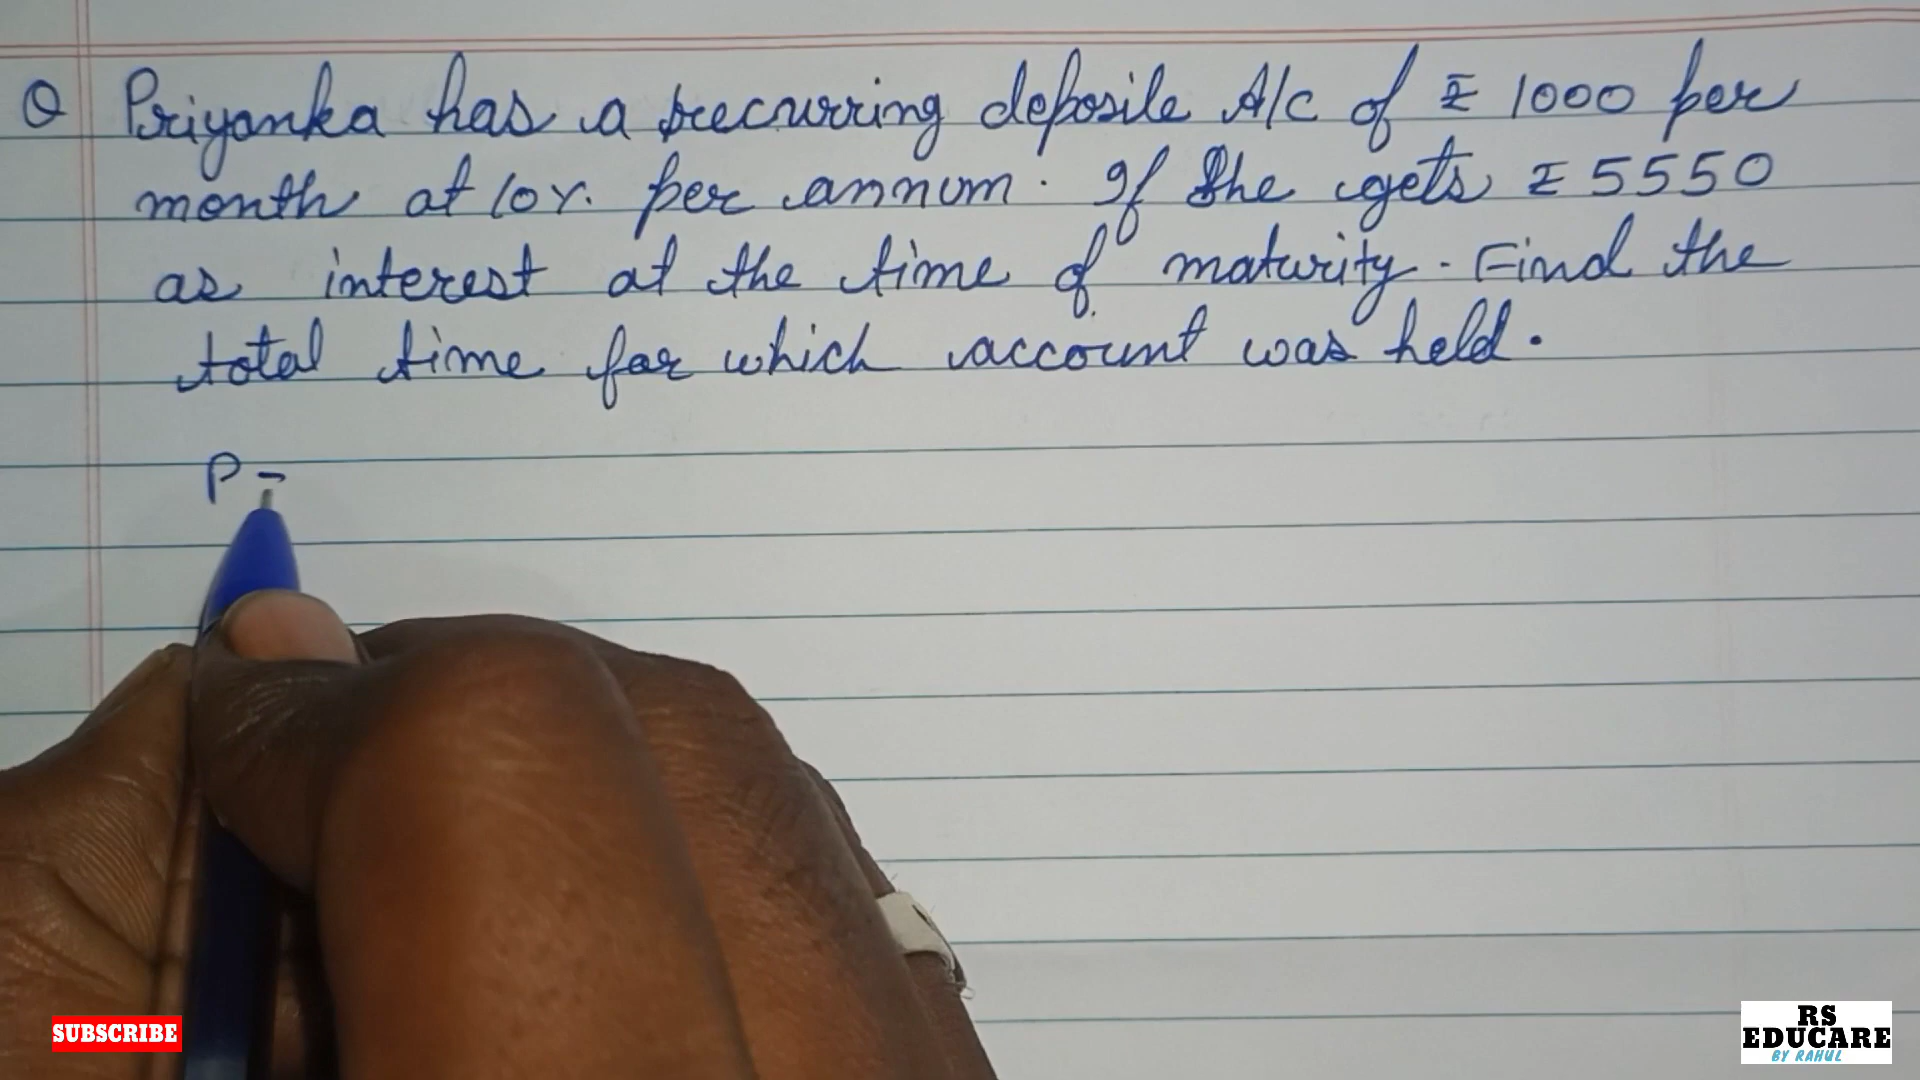 Q Priyanka has a recurring deposite A/c of ₹ 1000 per
month at 10%. per annum. If She gets ₹ 5550
as interest at the time of maturity. Find the
total time for which account was held.
P =
SUBSCRIBE
RS
EDUCARE
BY RAHUL